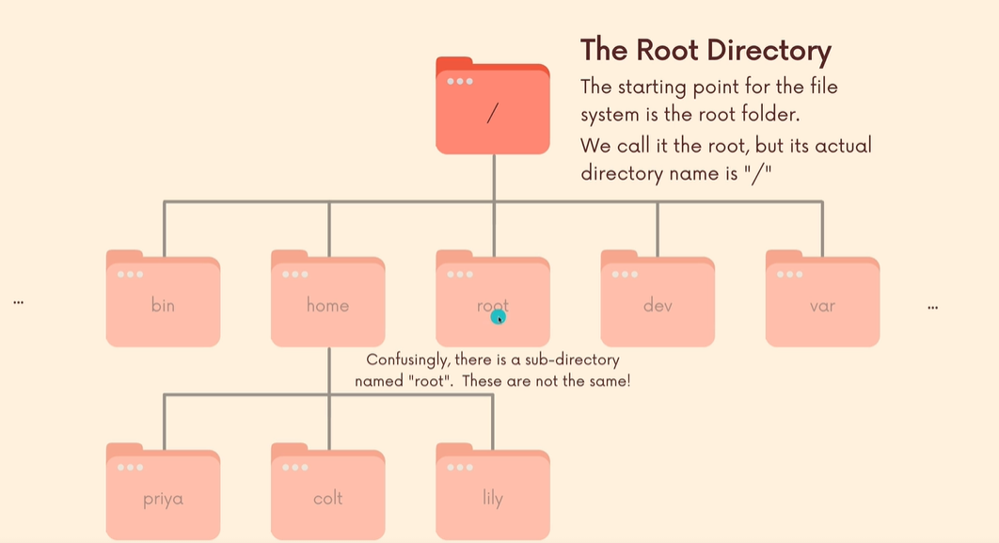 The Root Directory
The starting point for the file
system is the root folder.
We call it the root, but its actual
directory name is "/"
/
...
bin
home
root
dev
var
...
Confusingly, there is a sub-directory
named "root". These are not the same!
priya
colt
lily